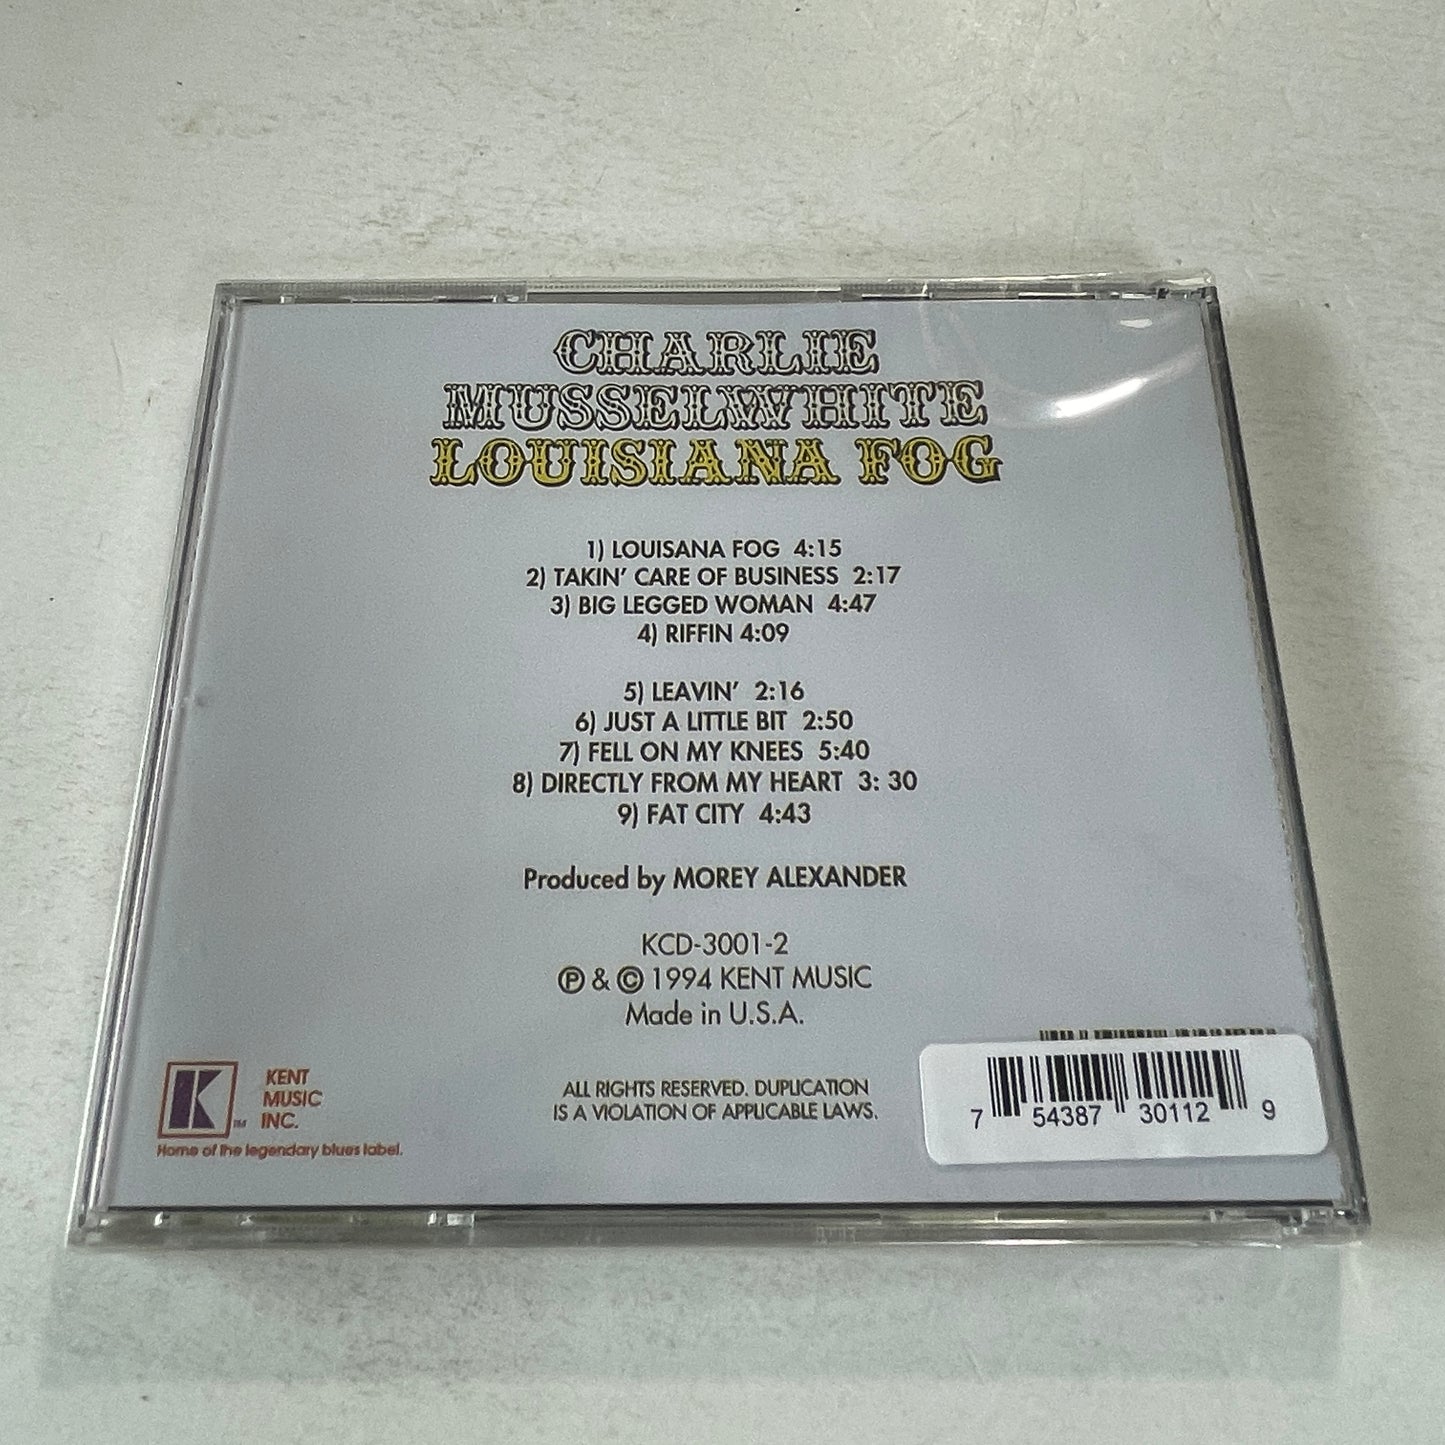 CHARLIE
MUSSELWHITE
LOUISIANA FOG
1) LOUISANA FOG 4:15
2) TAKIN' CARE OF BUSINESS 2:17
3) BIG LEGGED WOMAN 4:47
4) RIFFIN 4:09
5) LEAVIN' 2:16
6) JUST A LITTLE BIT 2:50
7) FELL ON MY KNEES 5:40
8) DIRECTLY FROM MY HEART 3: 30
9) FAT CITY 4:43
Produced by MOREY ALEXANDER
KCD-3001-2
℗ & © 1994 KENT MUSIC
Made in U.S.A.
ALL RIGHTS RESERVED. DUPLICATION
IS A VIOLATION OF APPLICABLE LAWS.
K™
KENT
MUSIC
INC.
Home of the legendary blues label.
7 54387 30112 9